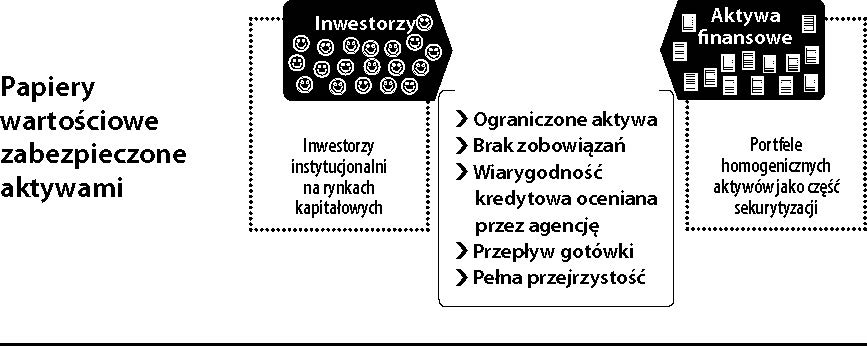 Papiery
wartościowe
zabezpieczone
aktywami
Inwestorzy
Inwestorzy
instytucjonalni
na rynkach
kapitałowych
❯ Ograniczone aktywa
❯ Brak zobowiązań
❯ Wiarygodność
kredytowa oceniana
przez agencję
❯ Przepływ gotówki
❯ Pełna przejrzystość
Aktywa
finansowe
Portfele
homogenicznych
aktywów jako część
sekurytyzacji